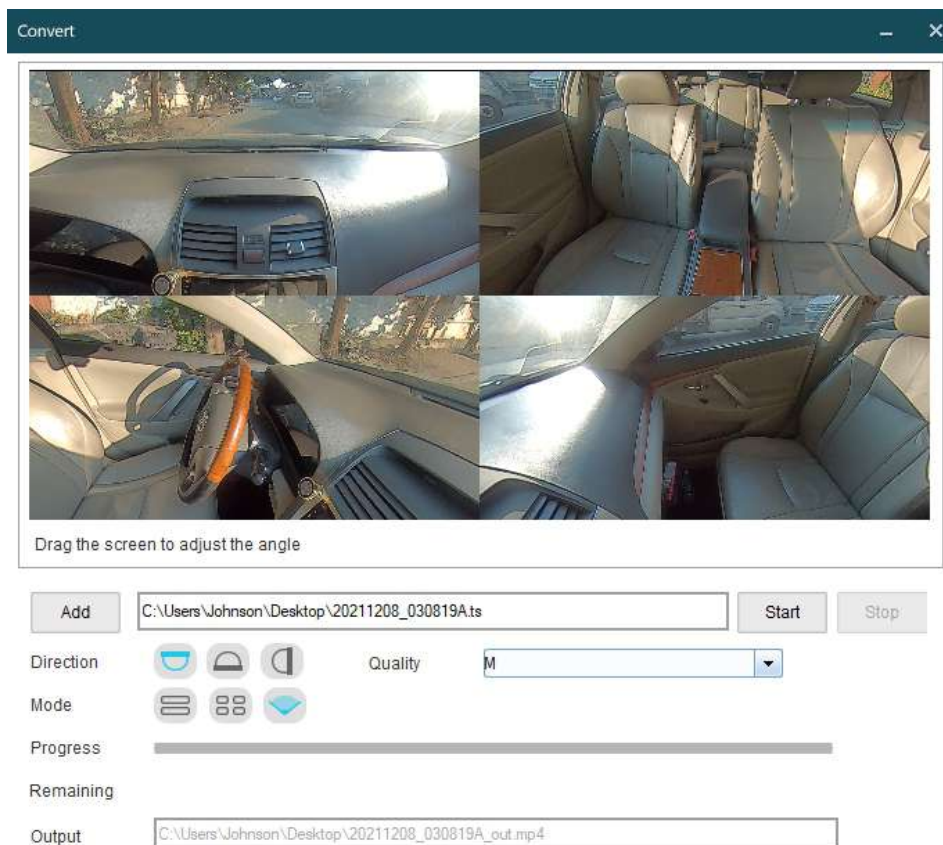 Convert
Drag the screen to adjust the angle
Add C:\Users\Johnson\Desktop\20211208_030819A.ts Start Stop
Direction Quality M
Mode
Progress
Remaining
Output C:\Users\Johnson\Desktop\20211208_030819A_out.mp4